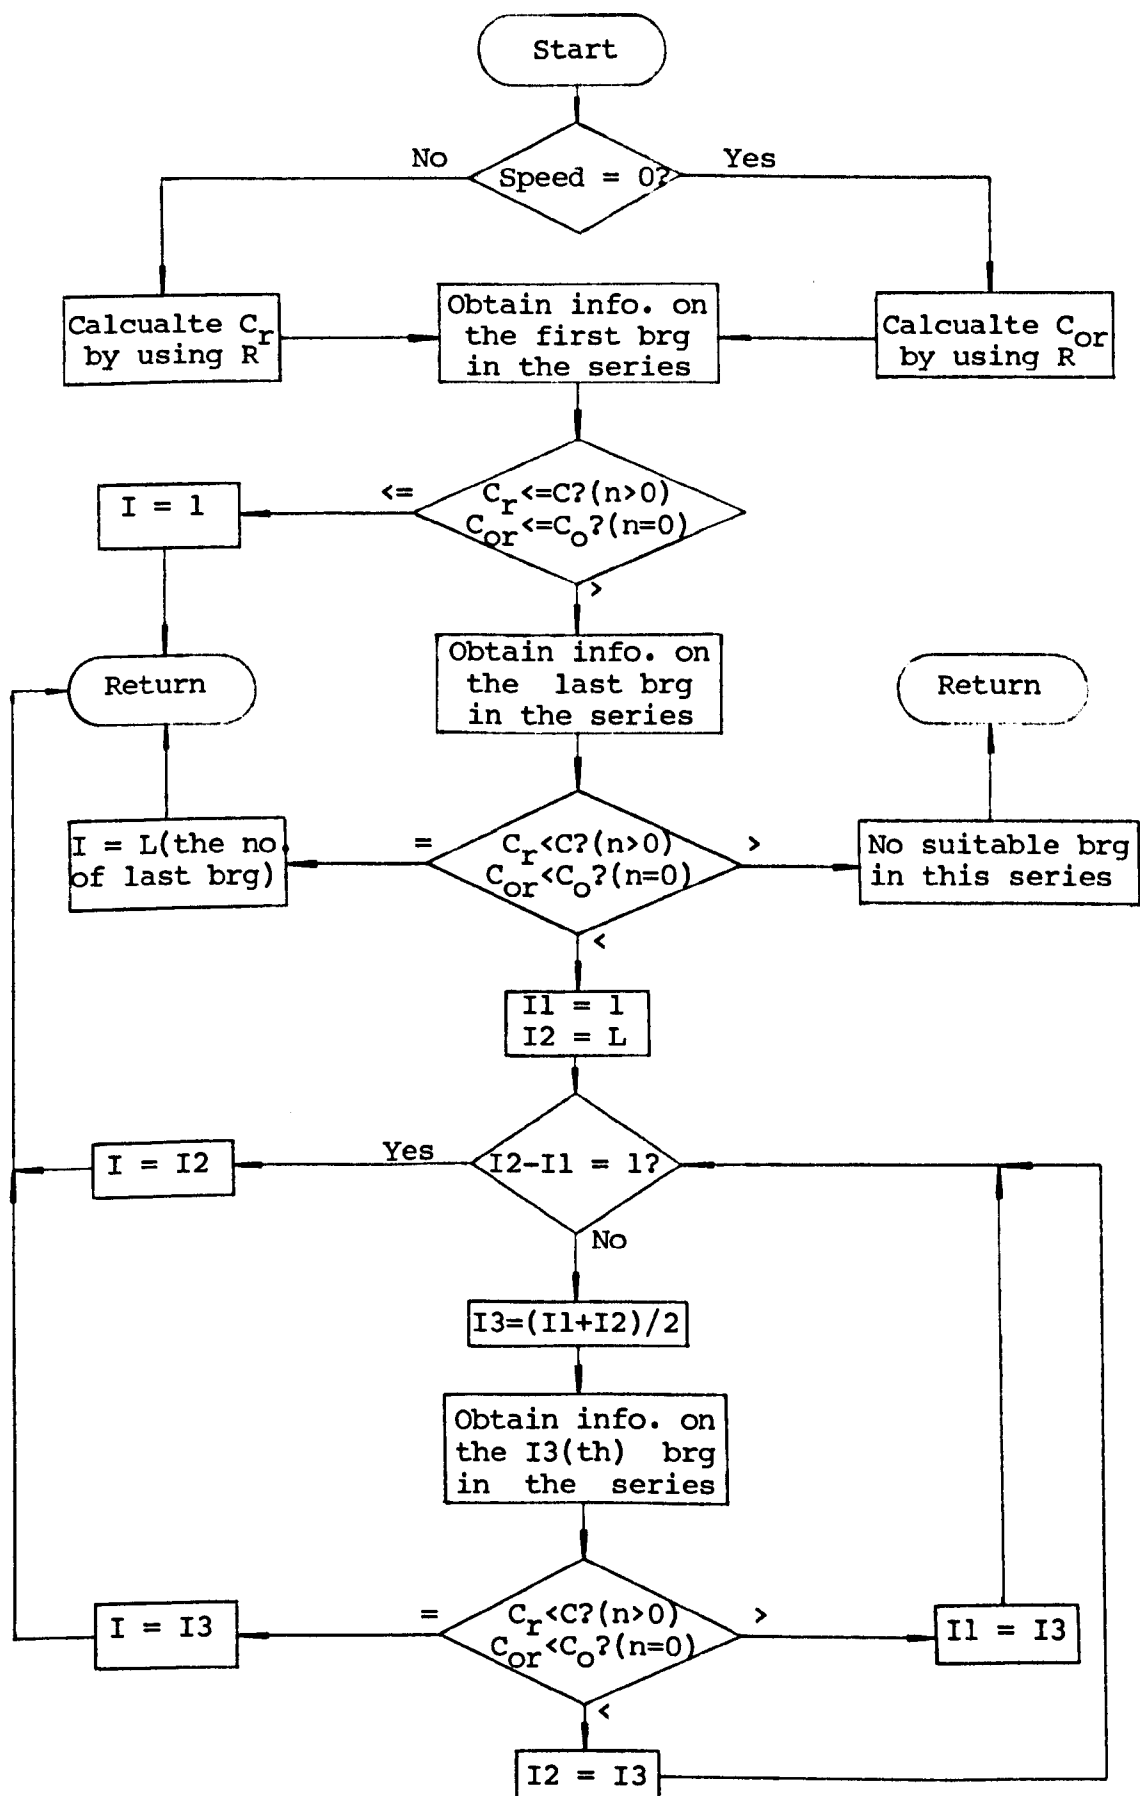 Start
No
Yes
Speed = 0?
Calcualte Cr
by using R
Obtain info. on
the first brg
in the series
Calcualte Cor
by using R
<=
Cr<=C?(n>0)
Cor<=Co?(n=0)
I = 1
>
Obtain info. on
the last brg
in the series
Return
Return
I = L(the no.
of last brg)
=
Cr<C?(n>0)
Cor<Co?(n=0)
>
No suitable brg
in this series
<
I1 = 1
I2 = L
I = I2
Yes
I2-I1 = 1?
No
I3=(I1+I2)/2
Obtain info. on
the I3(th) brg
in the series
I = I3
=
Cr<C?(n>0)
Cor<Co?(n=0)
>
I1 = I3
<
I2 = I3